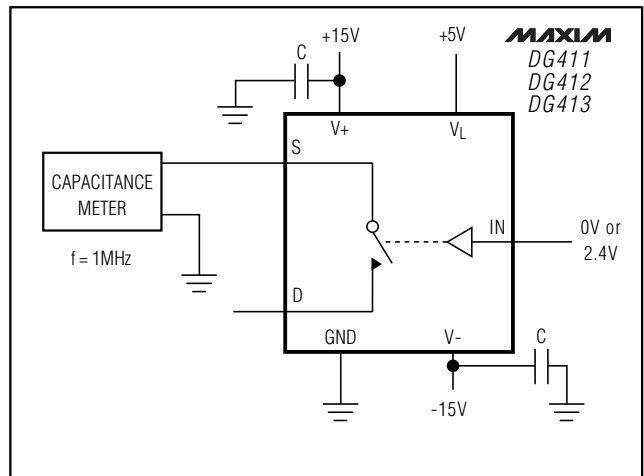 MAXIM
DG411
DG412
DG413
+15V
+5V
C
V+
VL
S
CAPACITANCE
METER
f = 1MHz
IN
0V or
2.4V
D
GND
V-
C
-15V